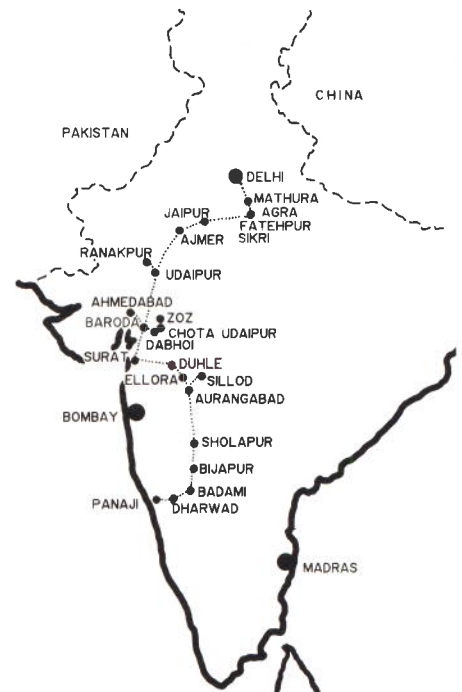 CHINA
PAKISTAN
DELHI
MATHURA
AGRA
JAIPUR
FATEHPUR
SIKRI
AJMER
RANAKPUR
UDAIPUR
AHMEDABAD
ZOZ
BARODA
CHOTA UDAIPUR
DABHOI
SURAT
DUHLE
ELLORA
SILLOD
AURANGABAD
BOMBAY
SHOLAPUR
BIJAPUR
BADAMI
PANAJI
DHARWAD
MADRAS